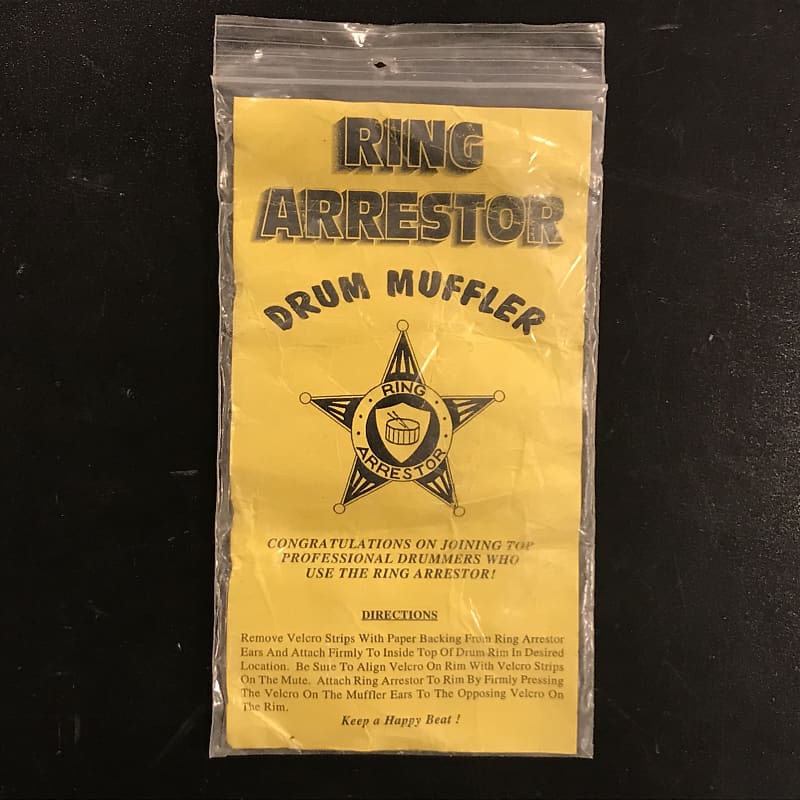 RING
ARRESTOR
DRUM MUFFLER
RING
ARRESTOR
CONGRATULATIONS ON JOINING TOP
PROFESSIONAL DRUMMERS WHO
USE THE RING ARRESTOR!
DIRECTIONS
Remove Velcro Strips With Paper Backing From Ring Arrestor
Ears And Attach Firmly To Inside Top Of Drum Rim In Desired
Location. Be Sure To Align Velcro On Rim With Velcro Strips
On The Mute. Attach Ring Arrestor To Rim By Firmly Pressing
The Velcro On The Muffler Ears To The Opposing Velcro On
The Rim.
Keep a Happy Beat !